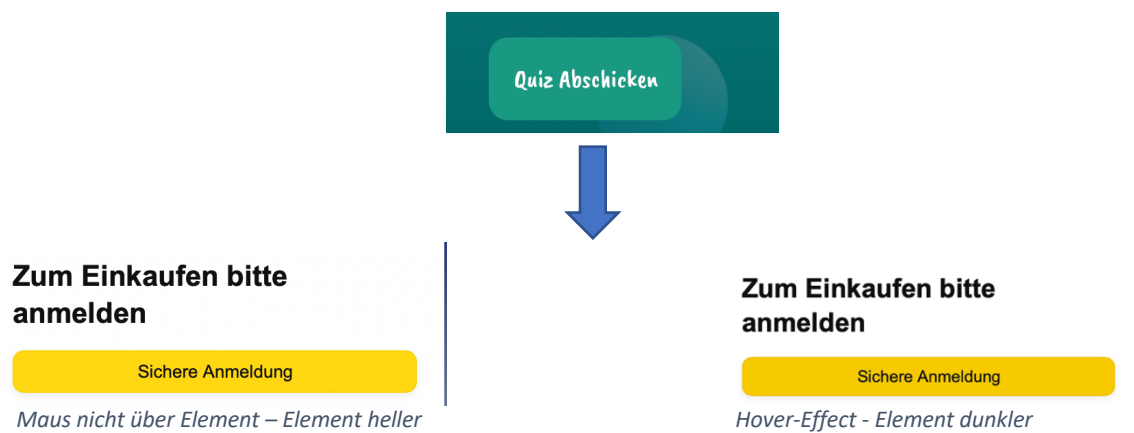 Quiz Abschicken
Zum Einkaufen bitte
anmelden
Sichere Anmeldung
Maus nicht über Element – Element heller
Zum Einkaufen bitte
anmelden
Sichere Anmeldung
Hover-Effect - Element dunkler